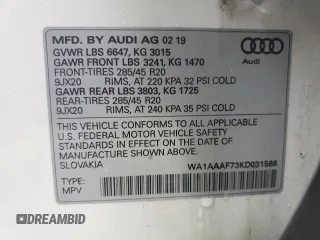 MFD. BY AUDI AG 02 19
GVWR LBS 6647, KG 3015
GAWR FRONT LBS 3241, KG 1470
FRONT-TIRES 285/45 R20
9JX20 RIMS, AT 220 KPA 32 PSI COLD
GAWR REAR LBS 3803, KG 1725
REAR-TIRES 285/45 R20
9JX20 RIMS, AT 240 KPA 35 PSI COLD
Audi
THIS VEHICLE CONFORMS TO ALL APPLICABLE
U.S. FEDERAL MOTOR VEHICLE SAFETY STANDARDS
IN EFFECT ON THE DATE OF MANUFACTURE
SHOWN ABOVE.
SLOVAKIA WA1AAAF73KD031566
TYPE:
MPV
DRIVEDEPOT.COM